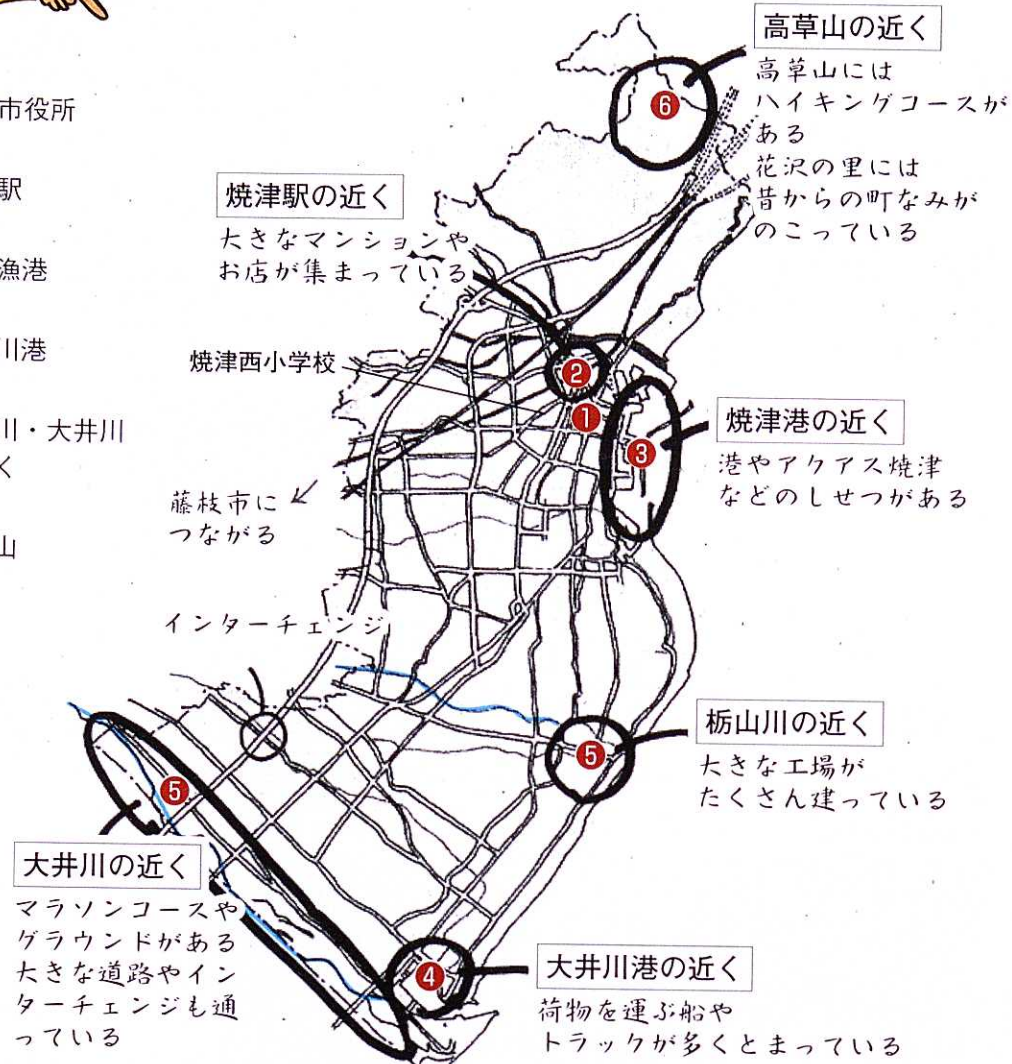 市役所
駅
漁港
川港
川・大井川
く
山
高草山の近く
高草山には
ハイキングコースが
ある
花沢の里には
昔からの町なみが
のこっている
6
焼津駅の近く
大きなマンションや
お店が集まっている
焼津西小学校
2
1
3
焼津港の近く
港やアクアス焼津
などのしせつがある
藤枝市に
つながる
インターチェンジ
栃山川の近く
大きな工場が
たくさん建っている
5
5
大井川の近く
マラソンコースや
グラウンドがある
大きな道路やイン
ターチェンジも通
っている
4
大井川港の近く
荷物を運ぶ船や
トラックが多くとまっている